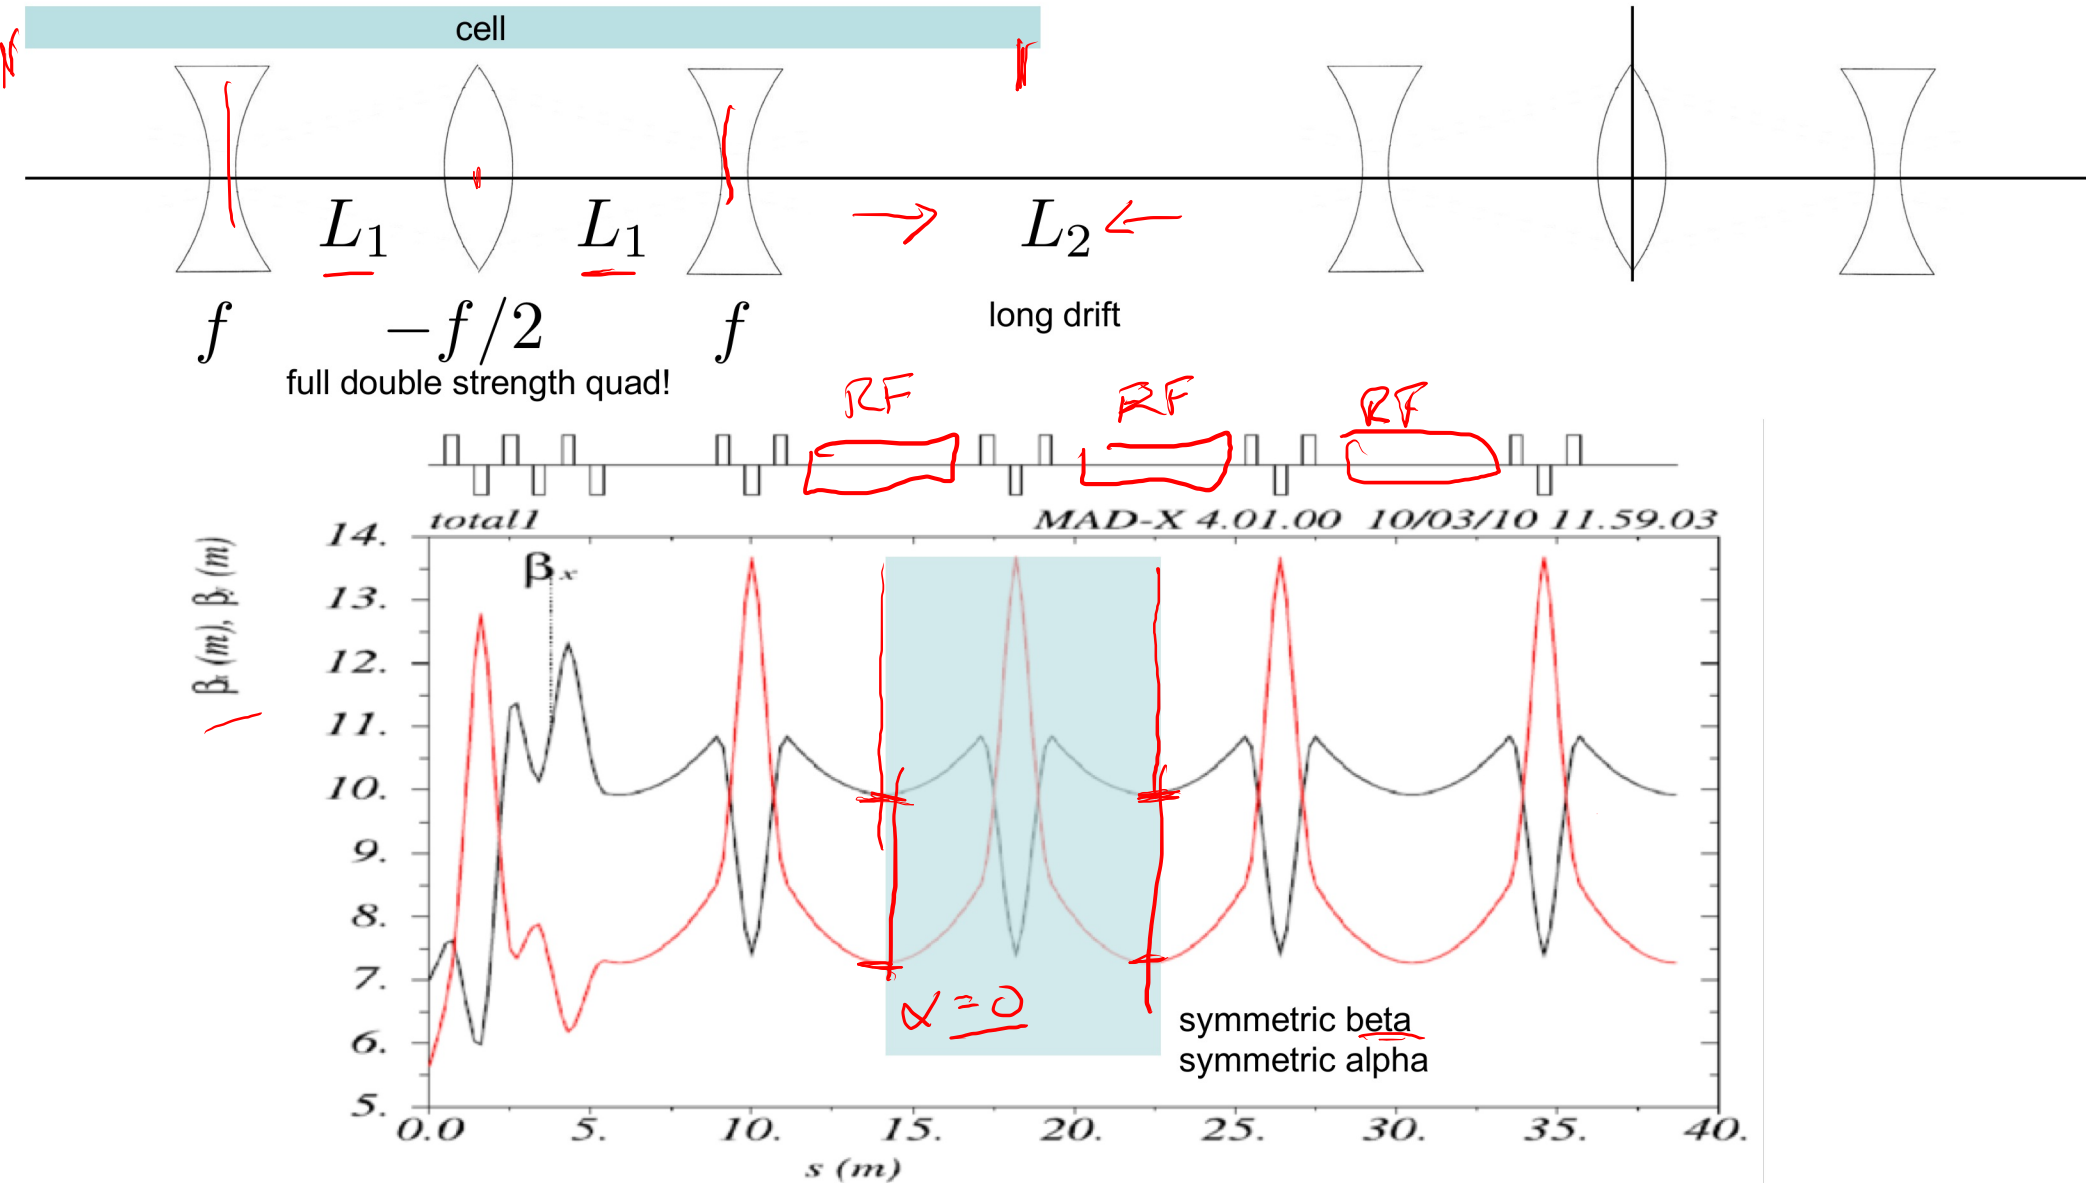 cell
L₁ L₁ L₂
f −f/2 f long drift
full double strength quad!
RF RF RF
total1 MAD-X 4.01.00 10/03/10 11.59.03
βx
βx (m), βy (m)
14.
13.
12.
11.
10.
9.
8.
7.
6.
5.
α = 0
symmetric beta
symmetric alpha
0.0 5. 10. 15. 20. 25. 30. 35. 40.
s (m)